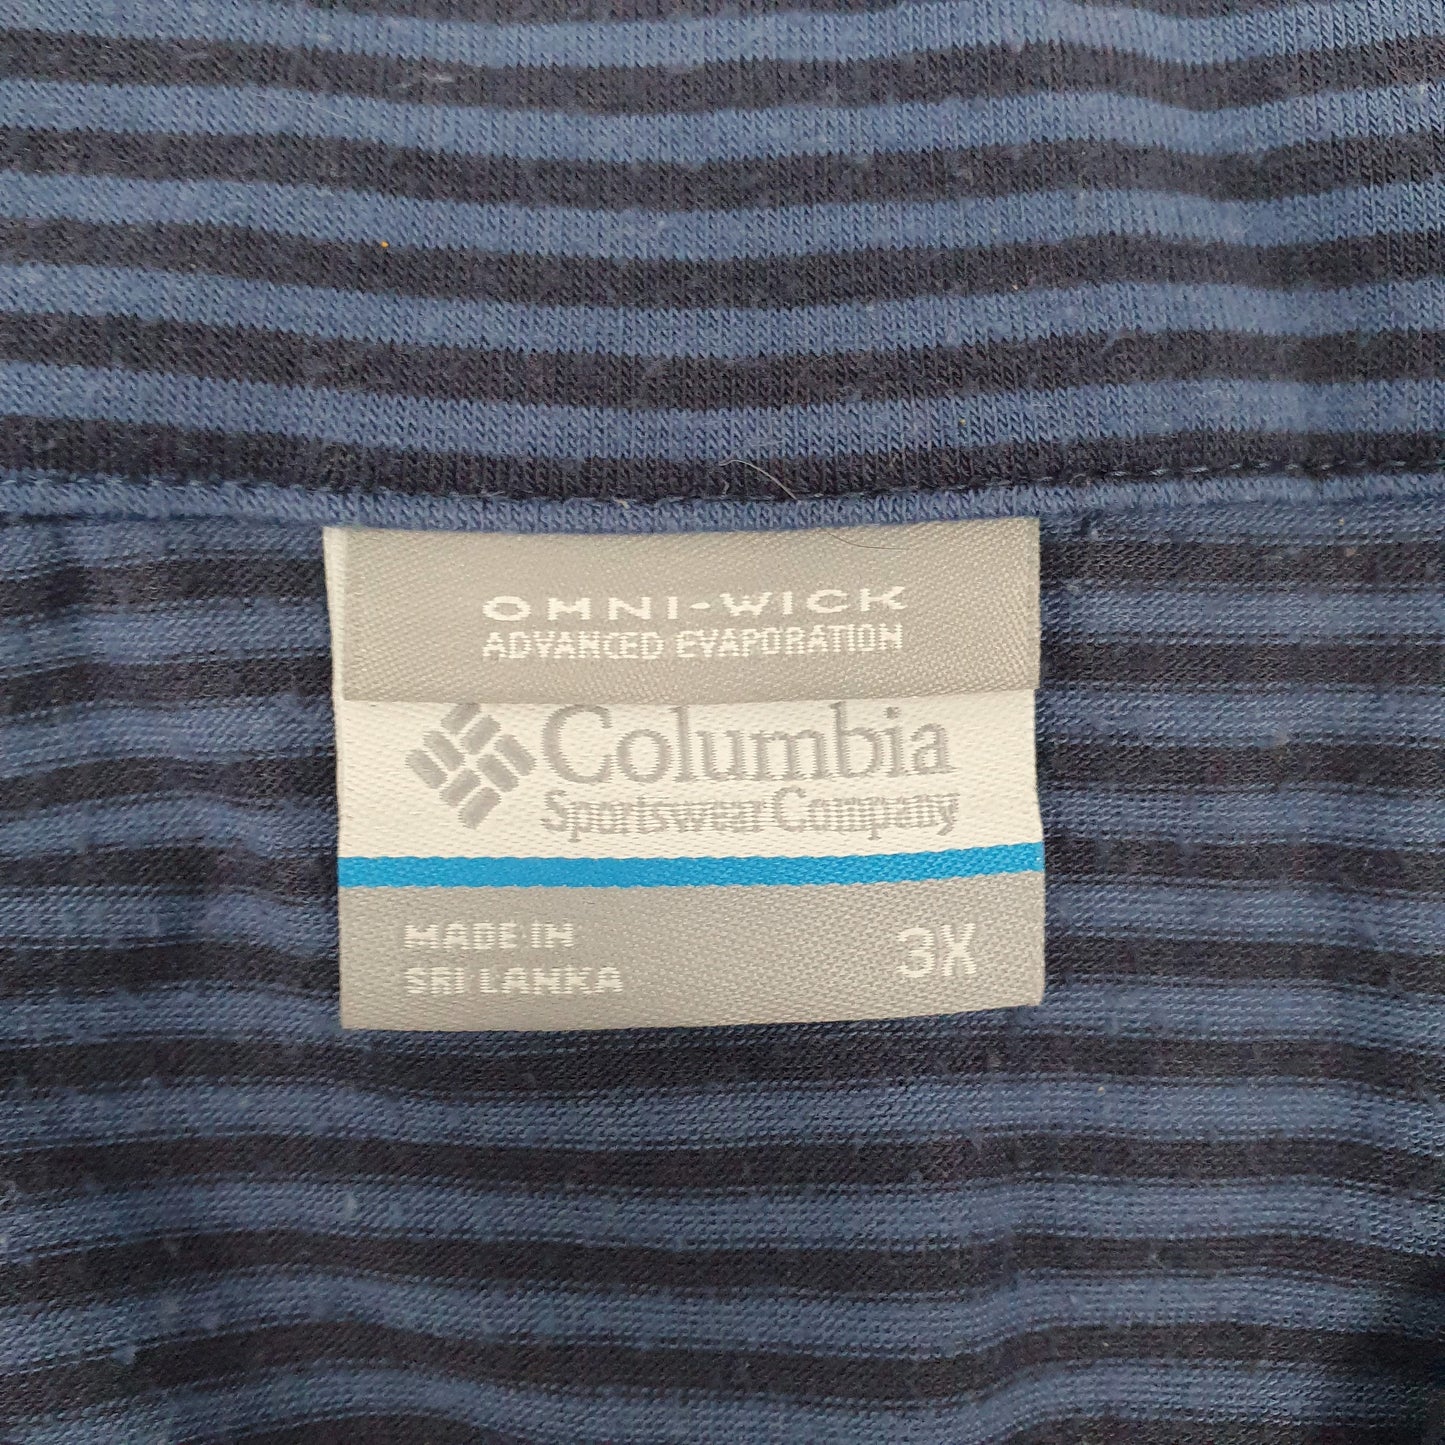 OMNI-WICK
ADVANCED EVAPORATION
Columbia
Sportswear Company
MADE IN
SRI LANKA
3X